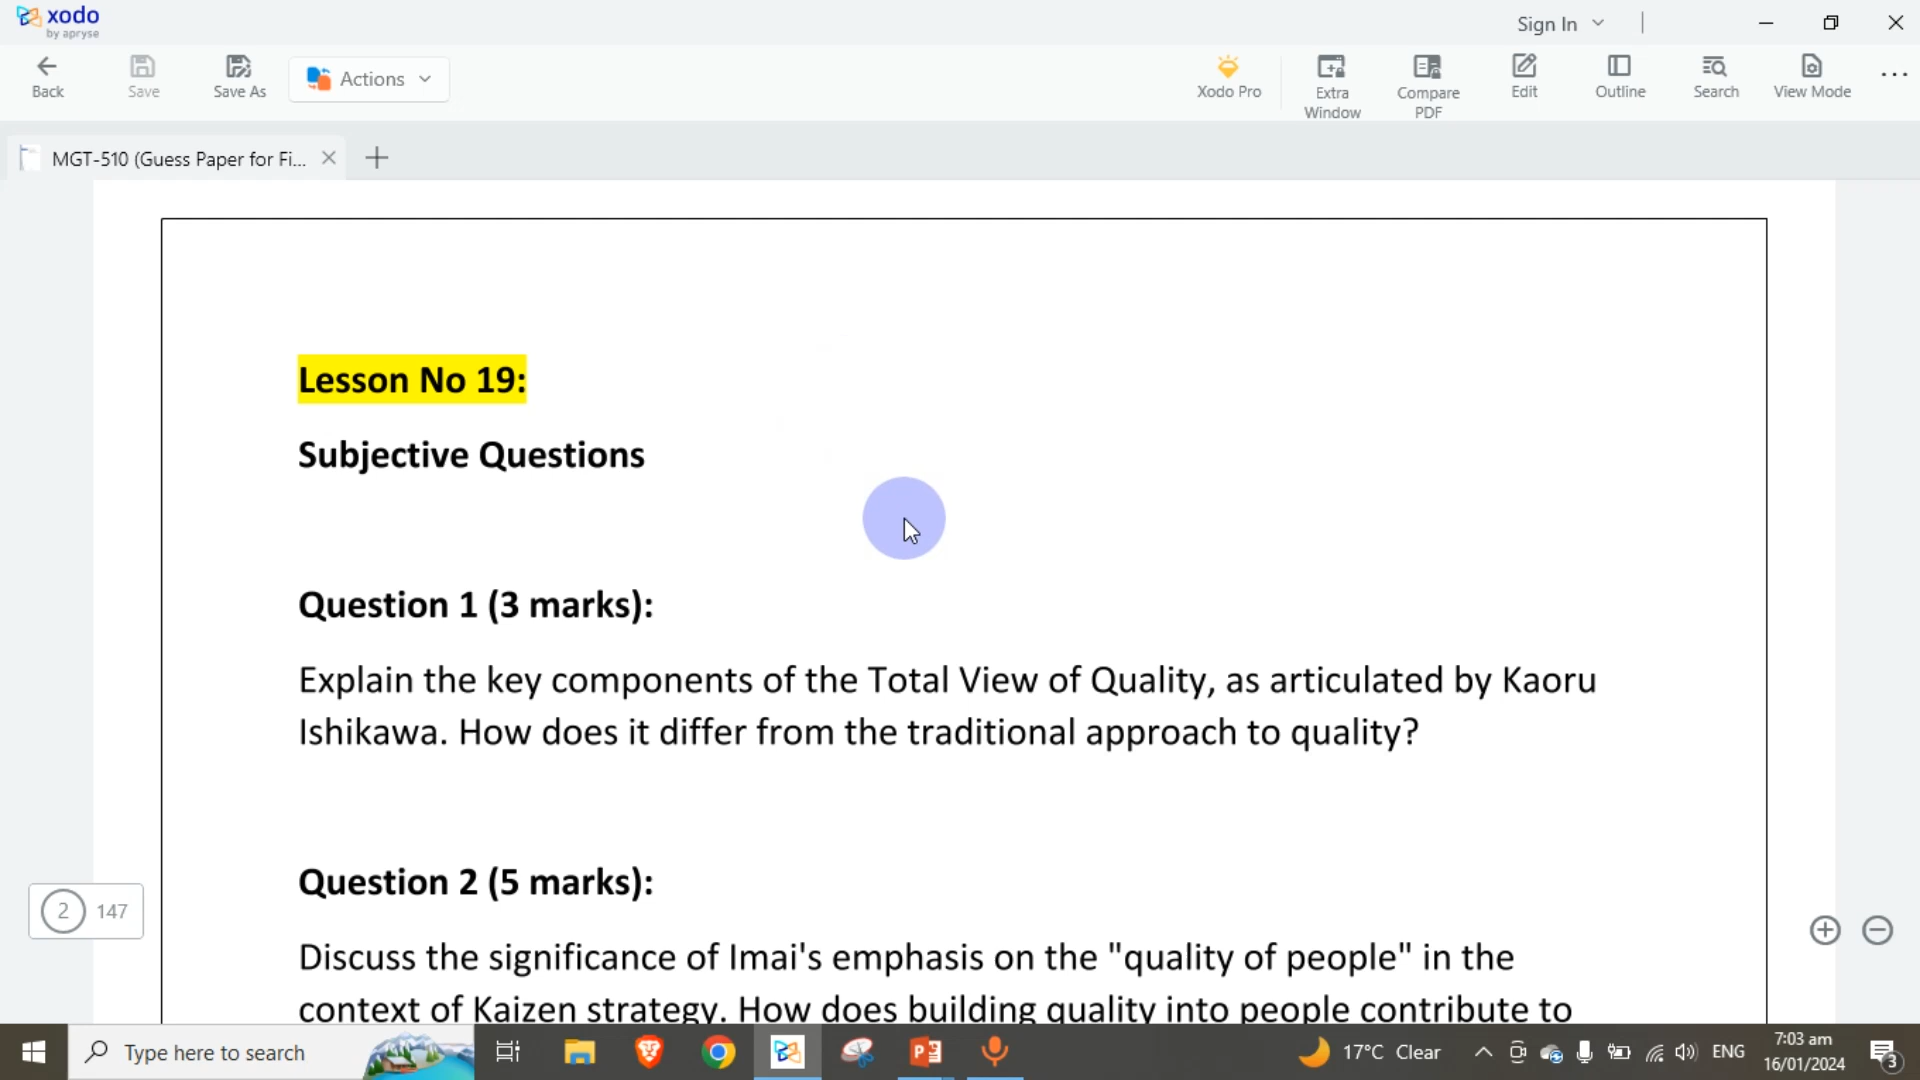 xodo
by apryse
Sign In
Back
Save
Save As
Actions
Xodo Pro
Extra
Window
Compare
PDF
Edit
Outline
Search
View Mode
MGT-510 (Guess Paper for Fi...
Lesson No 19:
Subjective Questions
Question 1 (3 marks):
Explain the key components of the Total View of Quality, as articulated by Kaoru
Ishikawa. How does it differ from the traditional approach to quality?
Question 2 (5 marks):
2 147
Discuss the significance of Imai's emphasis on the "quality of people" in the
context of Kaizen strategy. How does building quality into people contribute to
Type here to search
17°C Clear
ENG
7:03 am
16/01/2024
3